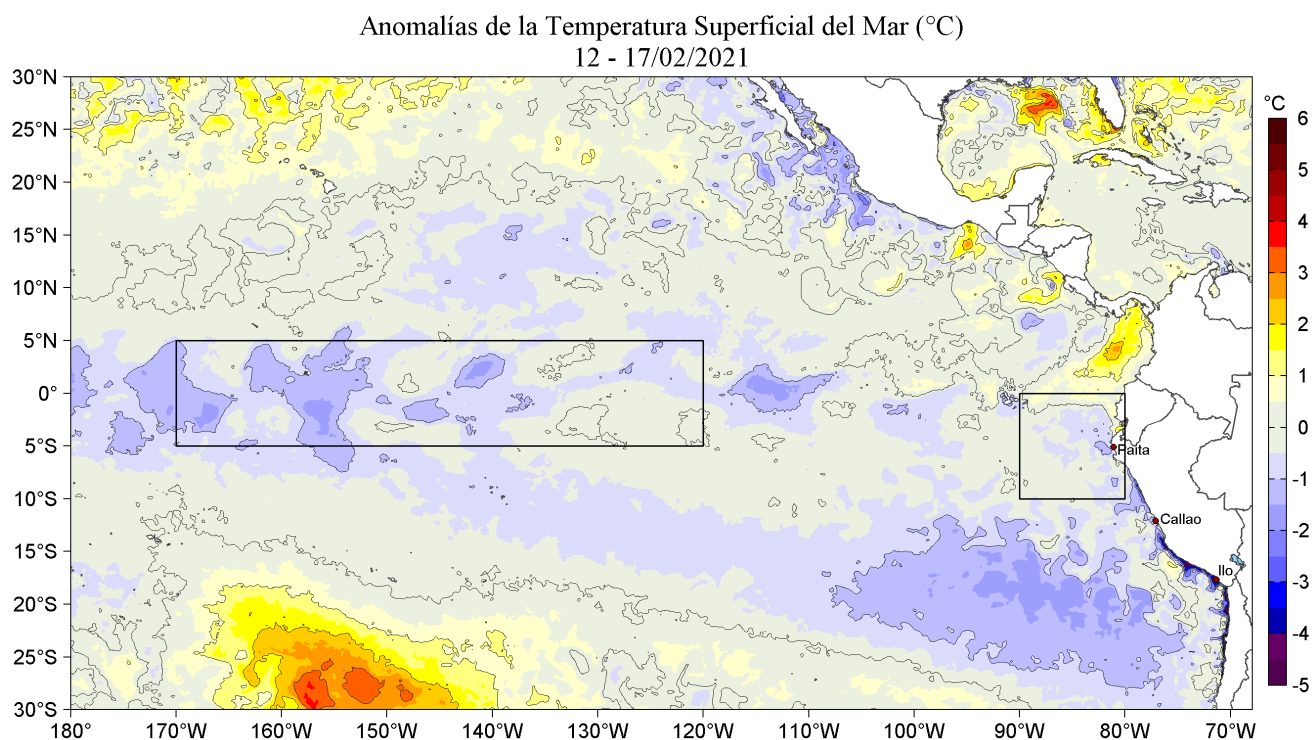 Anomalías de la Temperatura Superficial del Mar (°C)
12 - 17/02/2021
30°N
25°N
20°N
15°N
10°N
5°N
0°
5°S
10°S
15°S
20°S
25°S
30°S
180°
170°W
160°W
150°W
140°W
130°W
120°W
110°W
100°W
90°W
80°W
70°W
Paita
Callao
Ilo
°C
6
5
4
3
2
1
0
-1
-2
-3
-4
-5